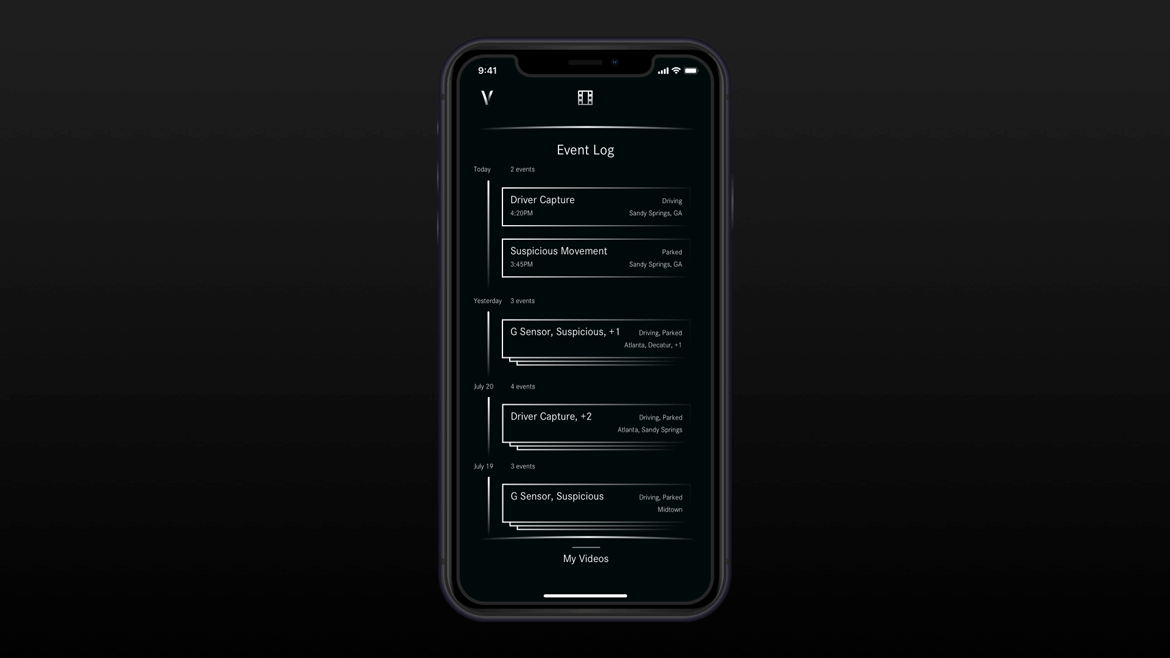 9:41
V
Event Log
Today 2 events
Driver Capture Driving
4:20PM Sandy Springs, GA
Suspicious Movement Parked
3:45PM Sandy Springs, GA
Yesterday 3 events
G Sensor, Suspicious, +1 Driving, Parked
Atlanta, Decatur, +1
July 20 4 events
Driver Capture, +2 Driving, Parked
Atlanta, Sandy Springs
July 19 3 events
G Sensor, Suspicious Driving, Parked
Midtown
My Videos